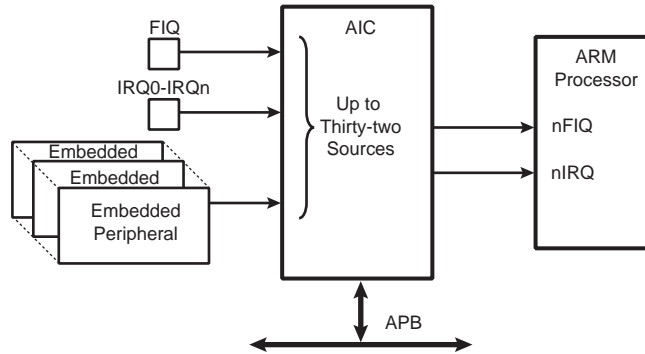 FIQ
IRQ0-IRQn
Embedded
Embedded
Embedded
Peripheral
AIC
Up to
Thirty-two
Sources
ARM
Processor
nFIQ
nIRQ
APB